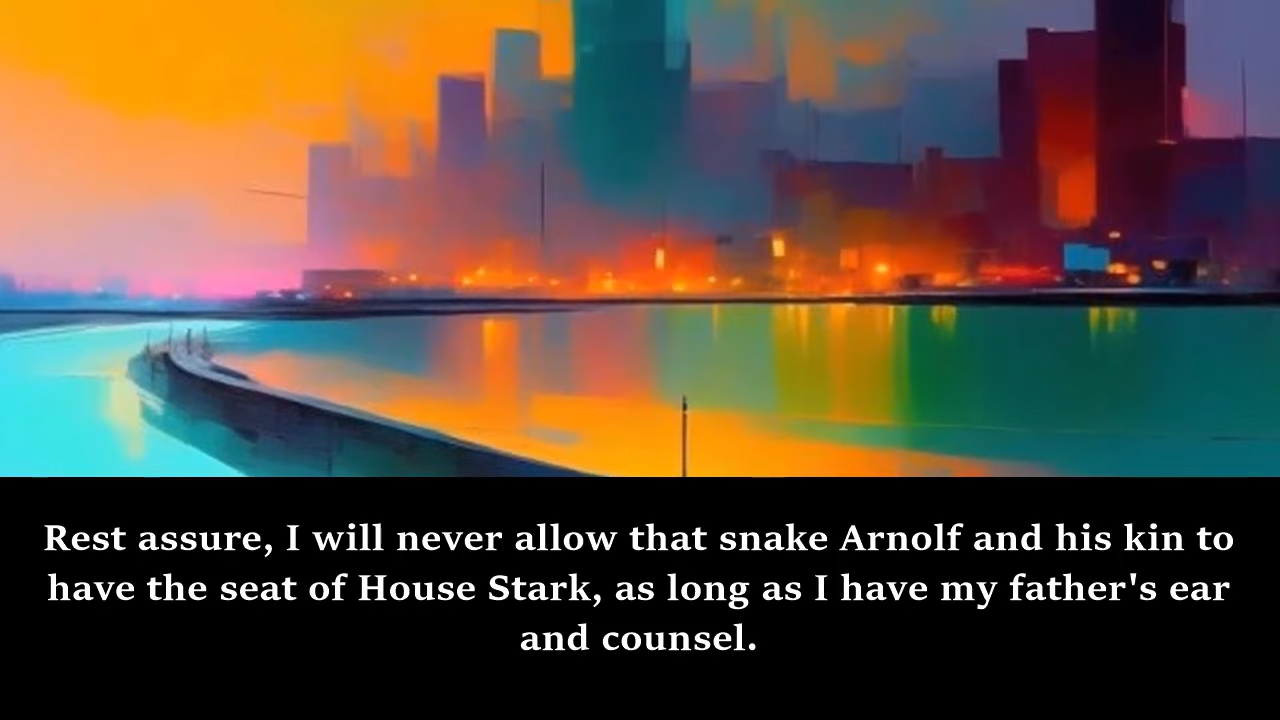 Rest assure, I will never allow that snake Arnolf and his kin to
have the seat of House Stark, as long as I have my father's ear
and counsel.